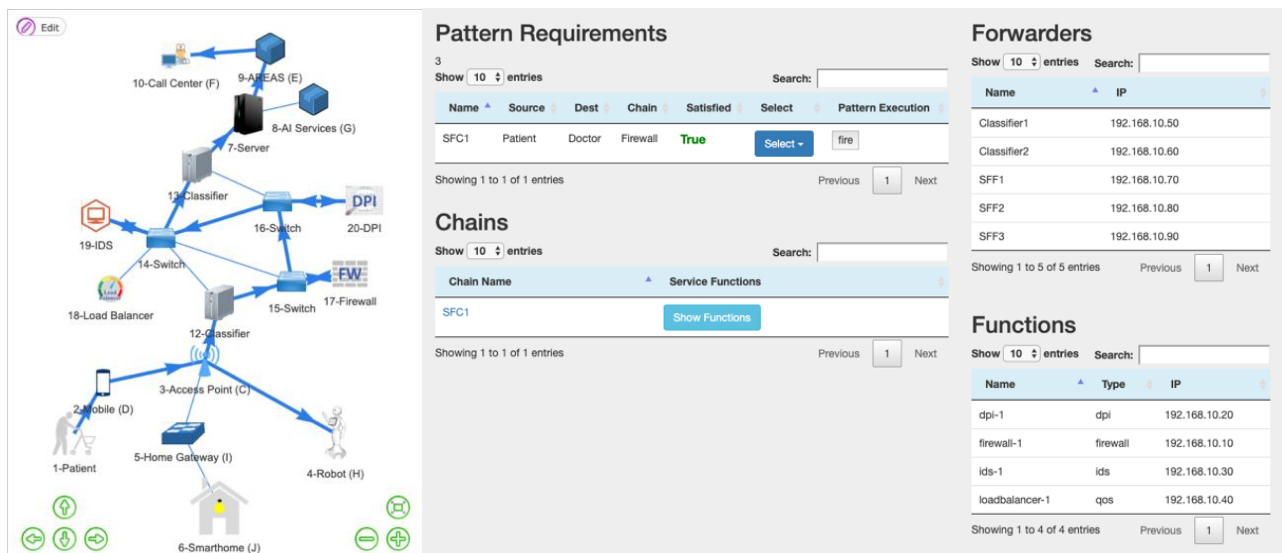 Edit
10-Call Center (F)
9-AREAS (E)
8-AI Services (G)
7-Server
13-Classifier
DPI
16-Switch
20-DPI
19-IDS
14-Switch
FW
17-Firewall
15-Switch
18-Load Balancer
12-Classifier
3-Access Point (C)
2-Mobile (D)
5-Home Gateway (I)
1-Patient
4-Robot (H)
6-Smarthome (J)
Pattern Requirements
3
Show 10 entries Search:
Name Source Dest Chain Satisfied Select Pattern Execution
SFC1 Patient Doctor Firewall True Select fire
Showing 1 to 1 of 1 entries Previous 1 Next
Chains
Show 10 entries Search:
Chain Name Service Functions
SFC1 Show Functions
Showing 1 to 1 of 1 entries Previous 1 Next
Forwarders
Show 10 entries Search:
Name IP
Classifier1 192.168.10.50
Classifier2 192.168.10.60
SFF1 192.168.10.70
SFF2 192.168.10.80
SFF3 192.168.10.90
Showing 1 to 5 of 5 entries Previous 1 Next
Functions
Show 10 entries Search:
Name Type IP
dpi-1 dpi 192.168.10.20
firewall-1 firewall 192.168.10.10
ids-1 ids 192.168.10.30
loadbalancer-1 qos 192.168.10.40
Showing 1 to 4 of 4 entries Previous 1 Next